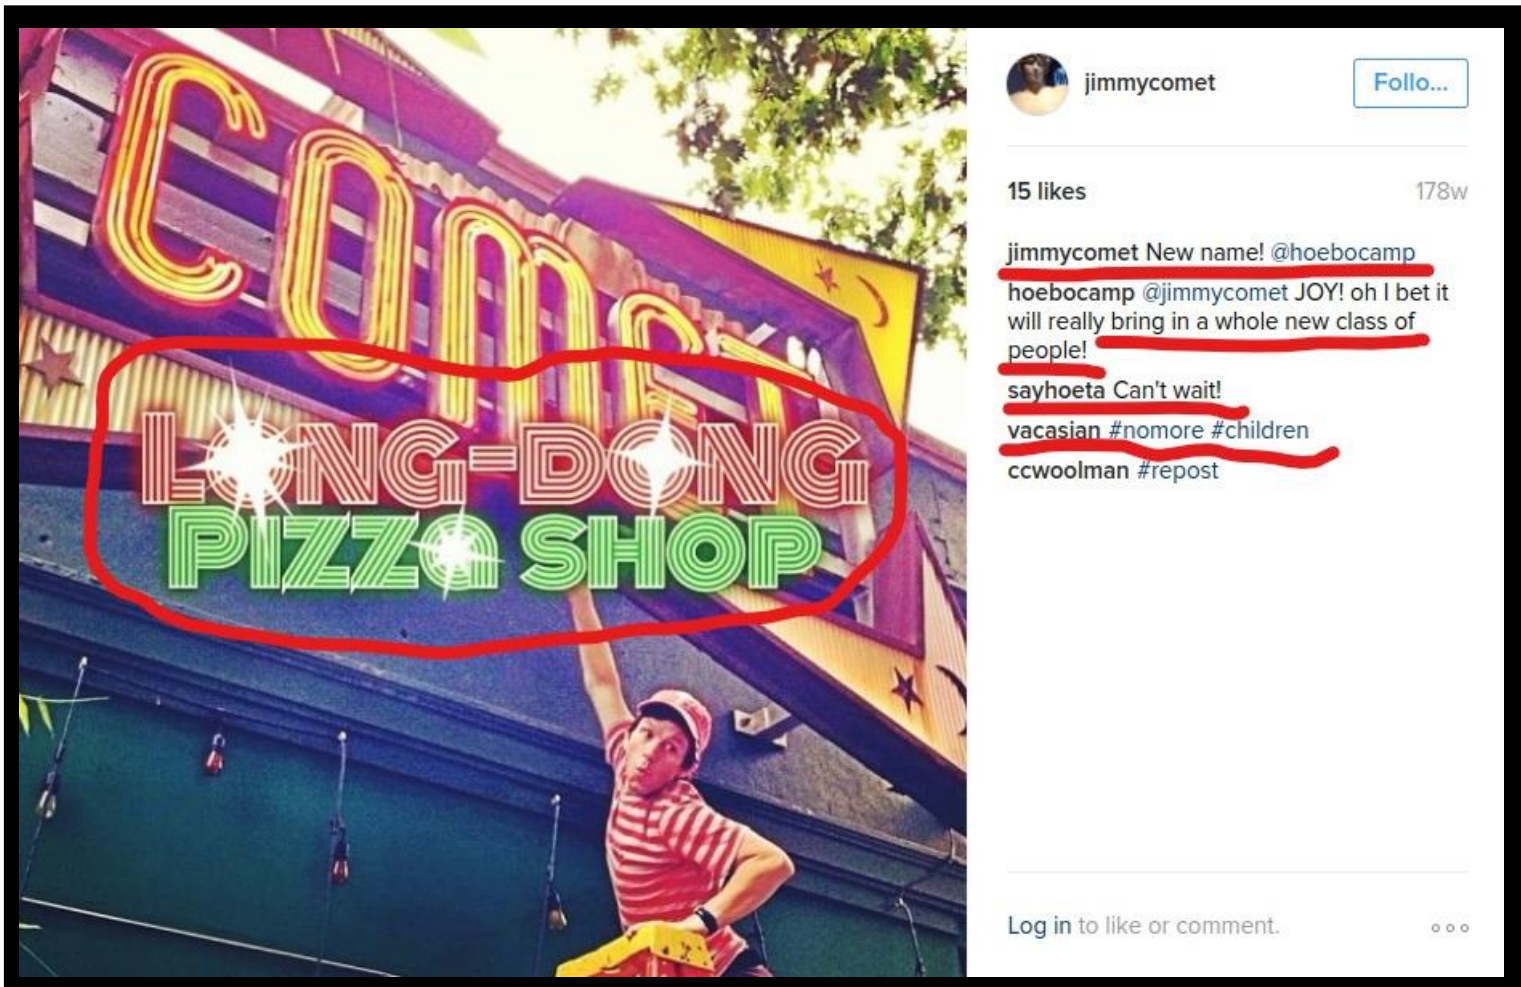 COMET
LONG-DONG
PIZZa SHOP
jimmycomet
Follo...
15 likes
178w
jimmycomet New name! @hoebocamp
hoebocamp @jimmycomet JOY! oh I bet it
will really bring in a whole new class of
people!
sayhoeta Can't wait!
vacasian #nomore #children
ccwoolman #repost
Log in to like or comment.